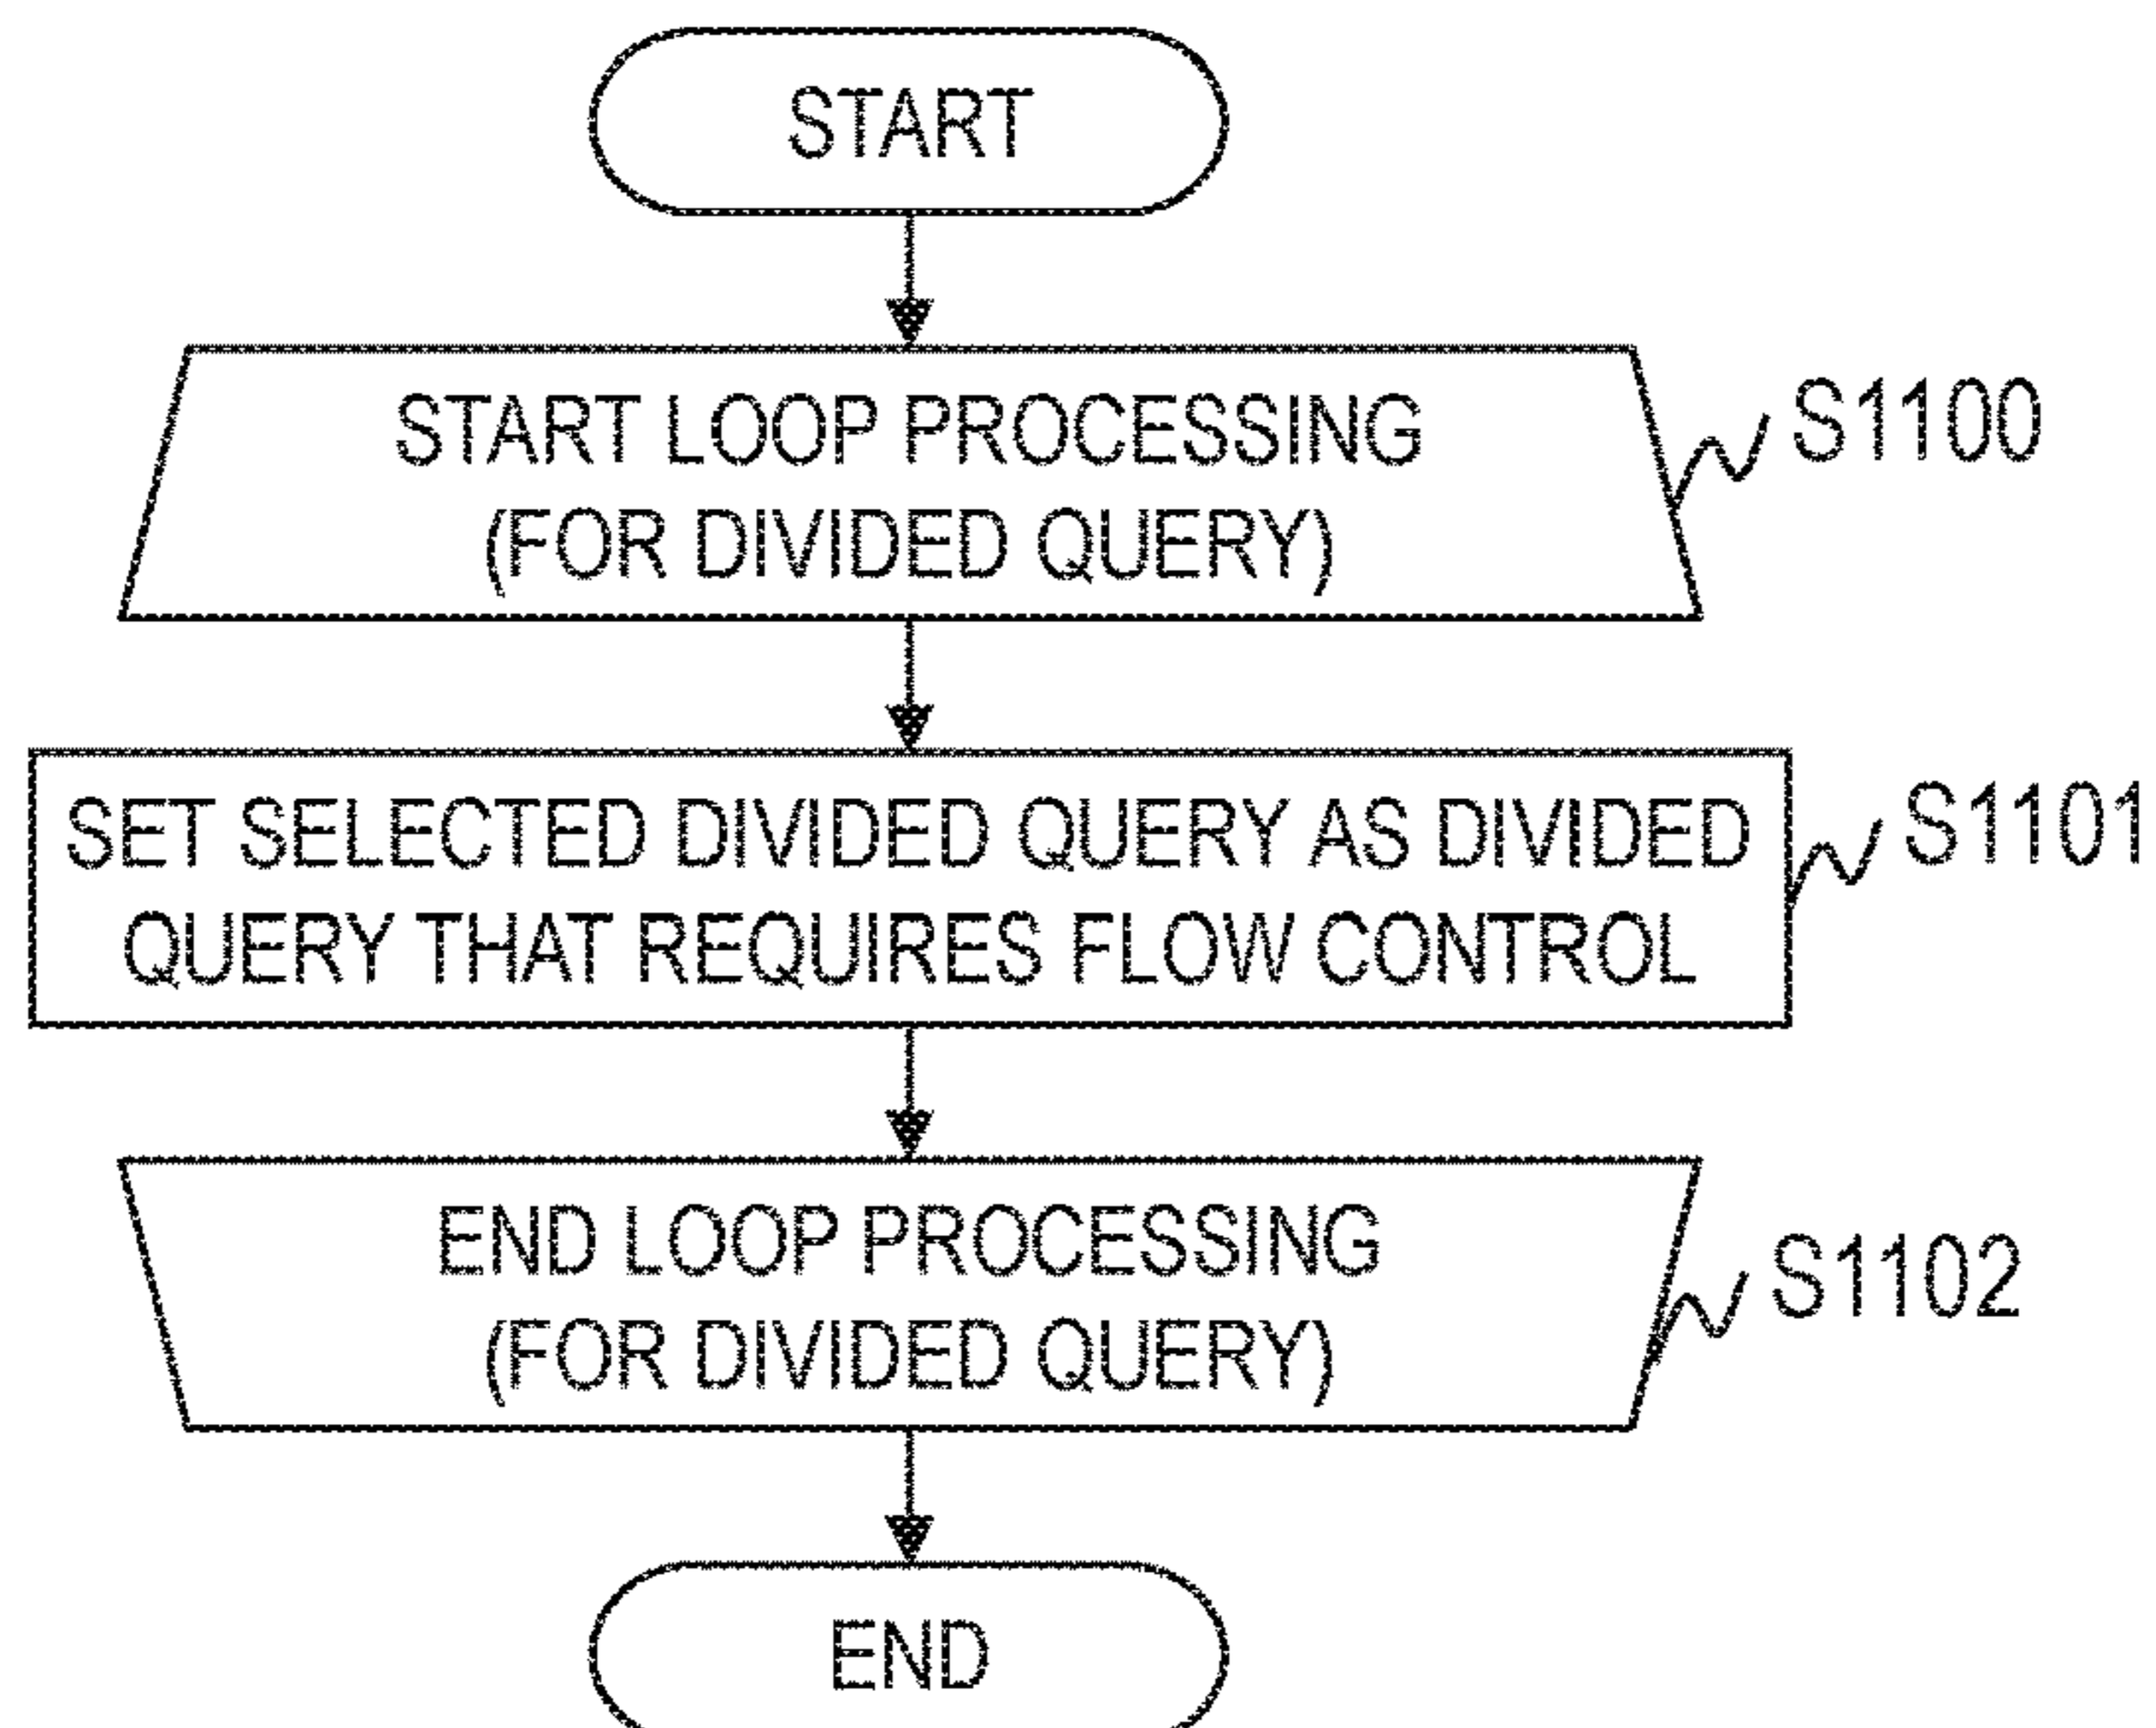 START
START LOOP PROCESSING
(FOR DIVIDED QUERY)
S1100
SET SELECTED DIVIDED QUERY AS DIVIDED
QUERY THAT REQUIRES FLOW CONTROL
S1101
END LOOP PROCESSING
(FOR DIVIDED QUERY)
S1102
END